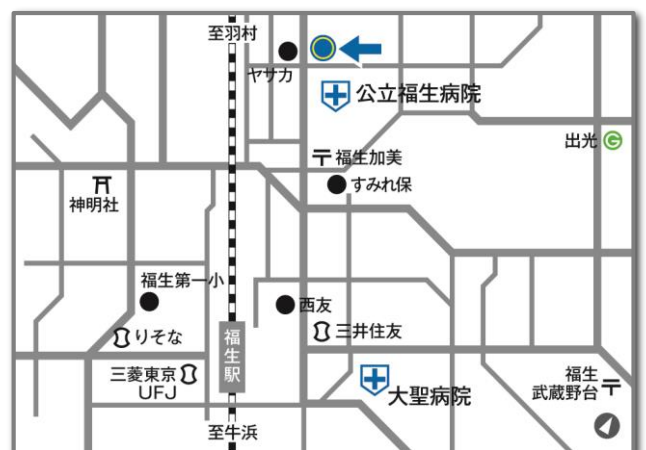 至羽村
ヤサカ
公立福生病院
出光
福生加美
すみれ保
神明社
福生第一小
西友
りそな
三井住友
福生駅
三菱東京
UFJ
大聖病院
福生
武蔵野台
至牛浜